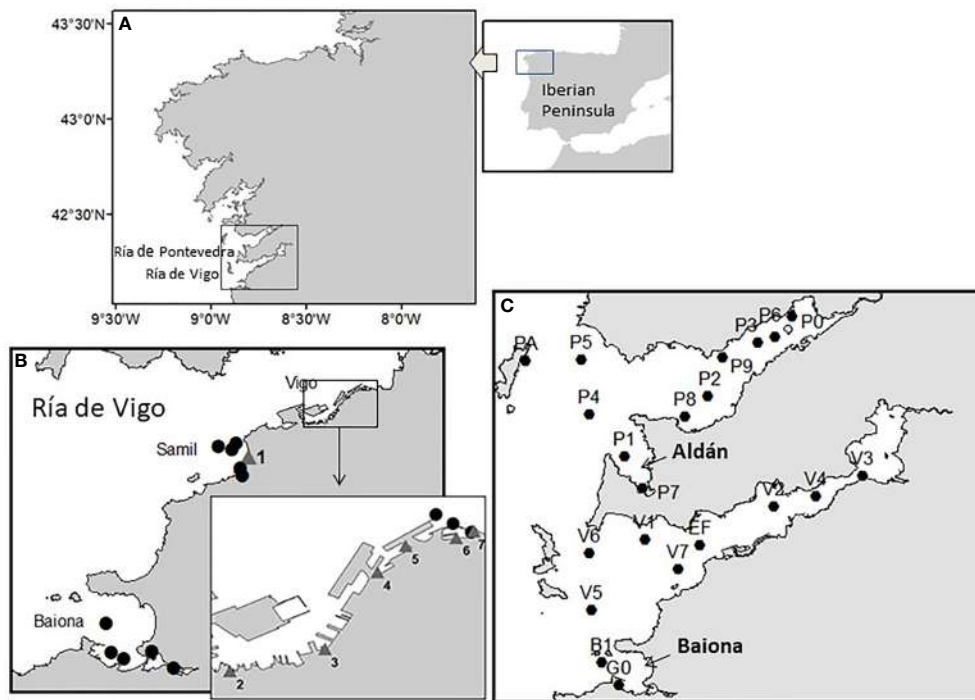 A
43°30'N
43°0'N
42°30'N
Ría de Pontevedra
Ría de Vigo
9°30'W
9°0'W
8°30'W
8°0'W
Iberian
Peninsula
B
Ría de Vigo
Vigo
Samil
1
Baiona
2
3
4
5
6
7
C
PA
P5
P3
P6
P0
P9
P4
P2
P8
P1
Aldán
P7
V3
V4
V2
V1
EF
V6
V7
V5
B1
Baiona
G0